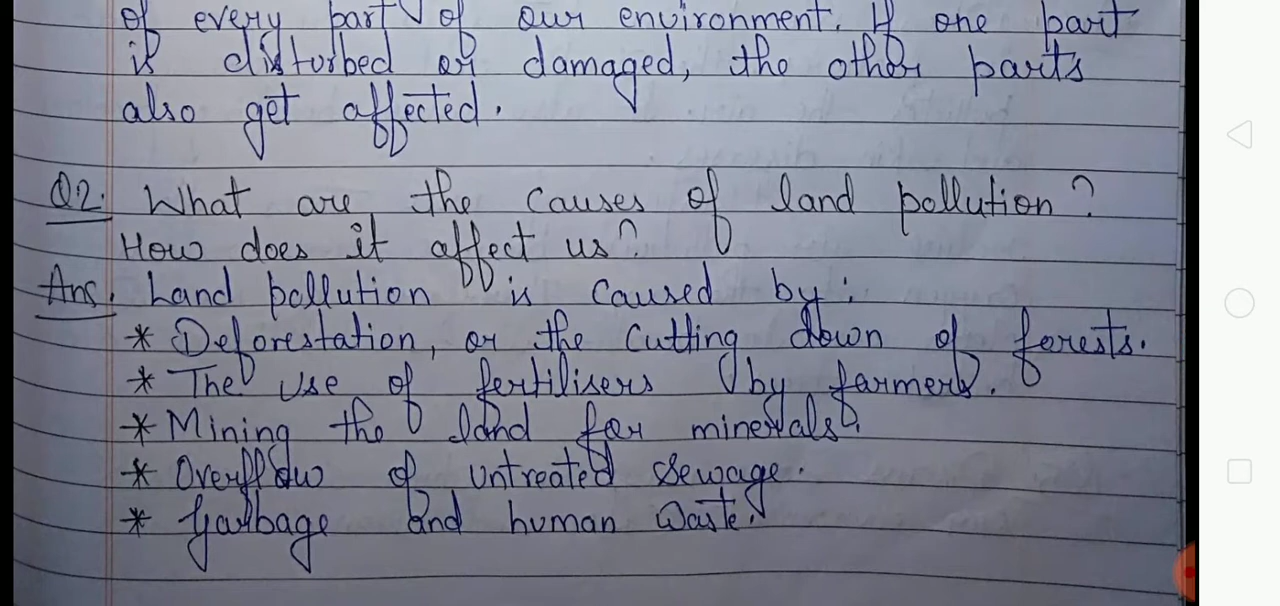 of every part of our environment. If one part
is disturbed or damaged, the other parts
also get affected.
Q2. What are the causes of land pollution?
How does it affect us?
Ans. Land pollution is caused by:
* Deforestation, or the cutting down of forests.
* The use of fertilisers by farmers.
* Mining the land for minerals.
* Overflow of untreated sewage.
* Garbage and human waste.